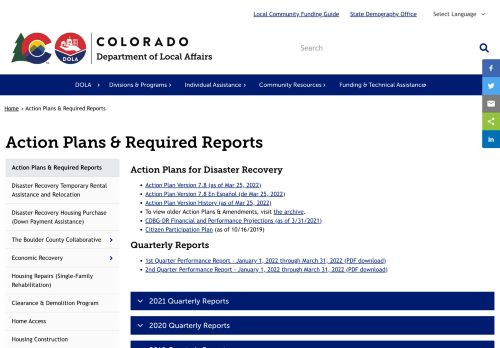 Local Community Funding Guide
State Demography Office
Select Language
COLORADO
Department of Local Affairs
DOLA
Search
DOLA
Divisions & Programs
Individual Assistance
Community Resources
Funding & Technical Assistance
Home > Action Plans & Required Reports
Action Plans & Required Reports
Action Plans & Required Reports
Disaster Recovery Temporary Rental
Assistance and Relocation
Disaster Recovery Housing Purchase
(Down Payment Assistance)
The Boulder County Collaborative
Economic Recovery
Housing Repairs (Single-Family
Rehabilitation)
Clearance & Demolition Program
Home Access
Housing Construction
Action Plans for Disaster Recovery
Action Plan Version 7.8 (as of Mar 25, 2022)
Action Plan Version 7.8 En Español (de Mar 25, 2022)
Action Plan Version History (as of Mar 25, 2022)
To view older Action Plans & Amendments, visit the archive.
CDBG-DR Financial and Performance Projections (as of 3/31/2021)
Citizen Participation Plan (as of 10/16/2019)
Quarterly Reports
1st Quarter Performance Report - January 1, 2022 through March 31, 2022 (PDF download)
2nd Quarter Performance Report - January 1, 2022 through March 31, 2022 (PDF download)
2021 Quarterly Reports
2020 Quarterly Reports